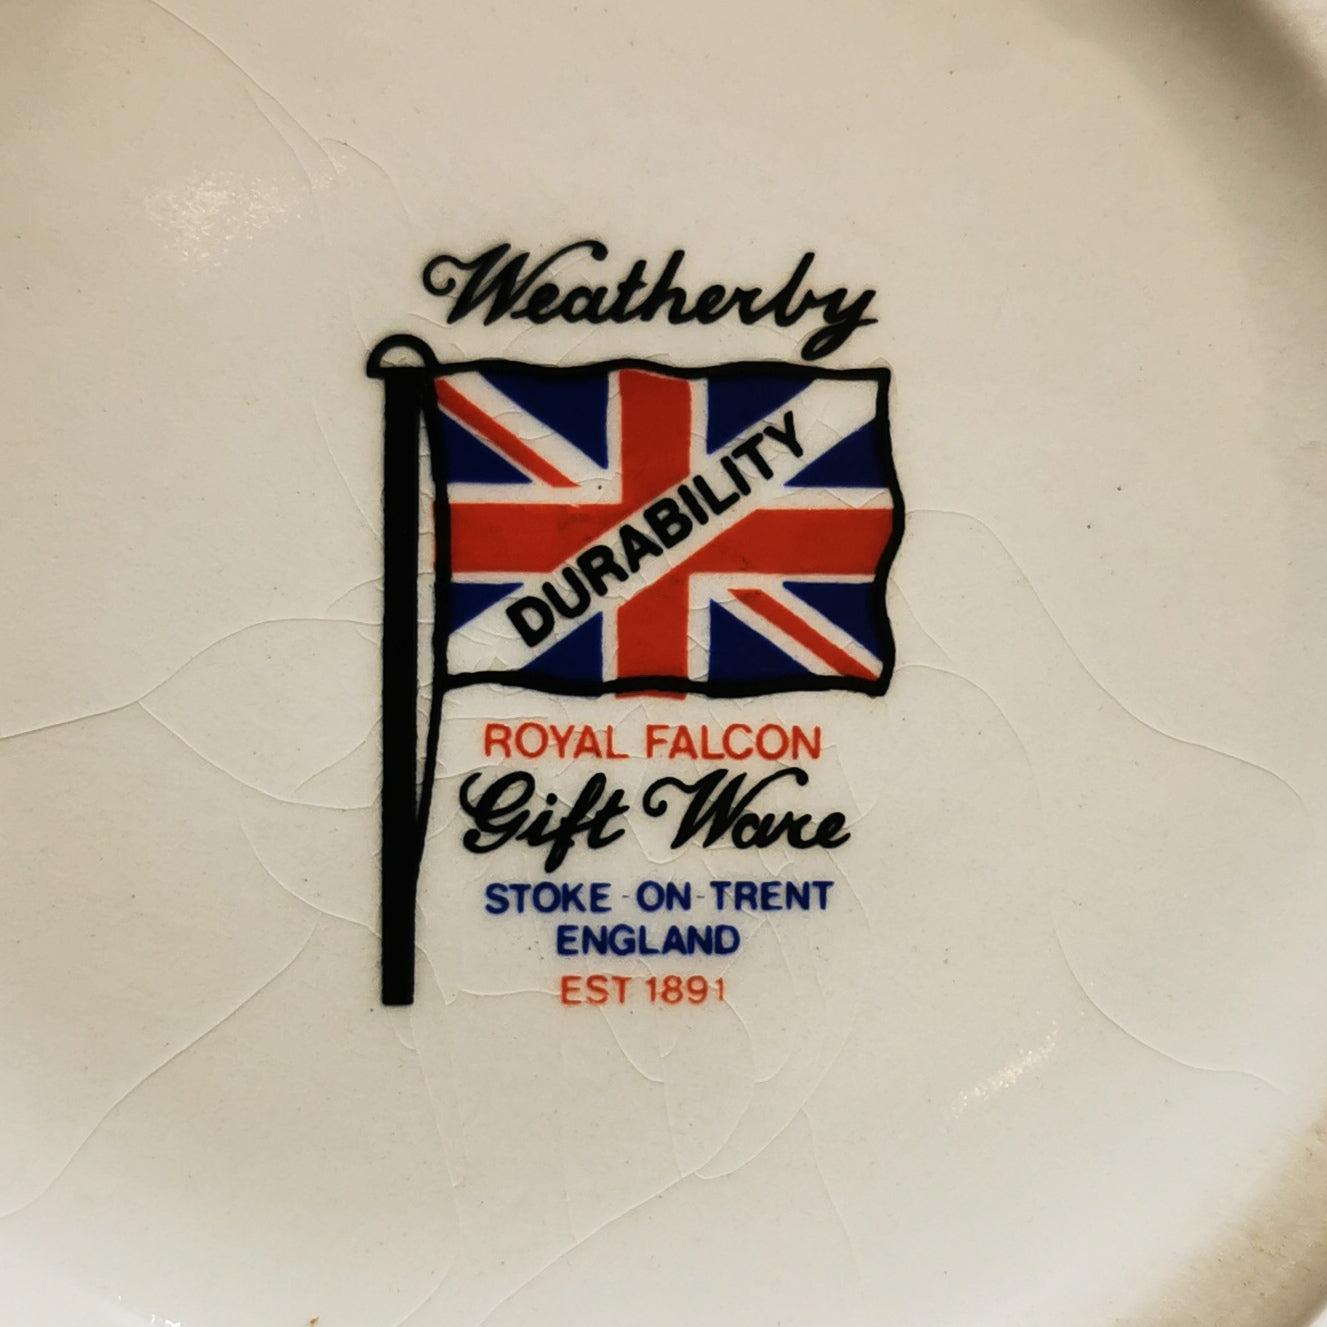 Weatherby
DURABILITY
ROYAL FALCON
Gift Ware
STOKE-ON-TRENT
ENGLAND
EST 1891